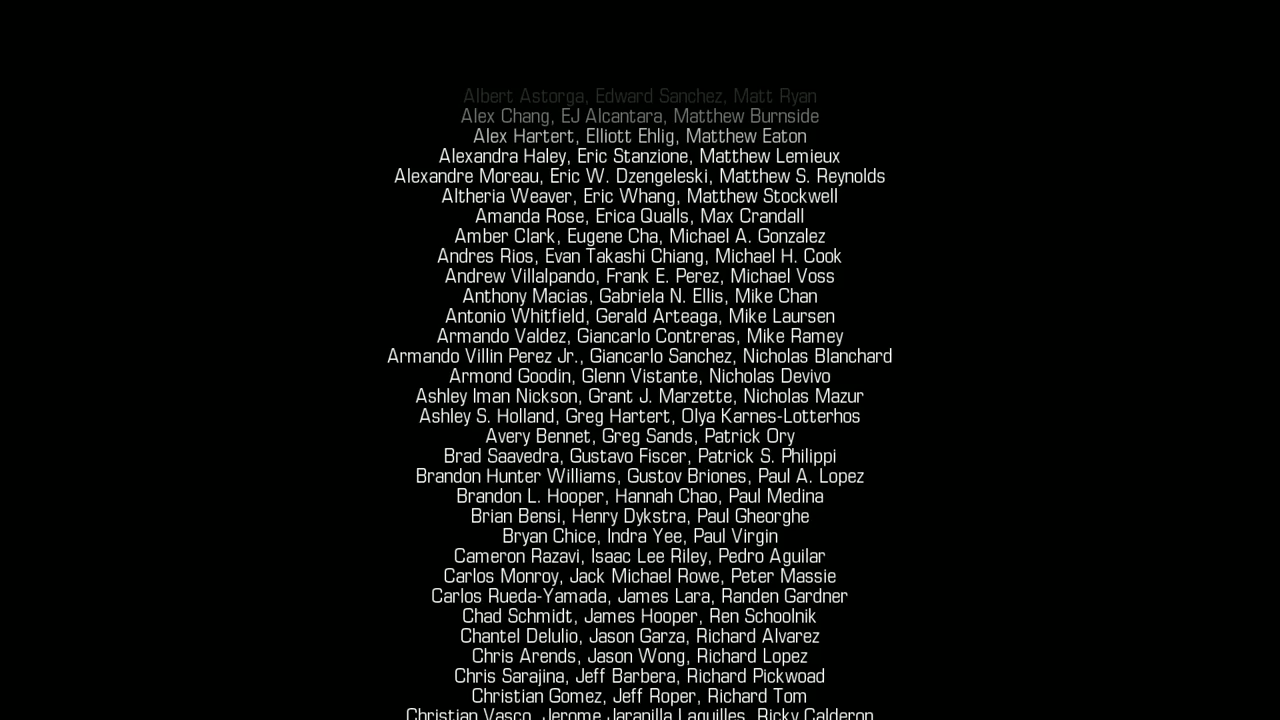 Albert Astorga, Edward Sanchez, Matt Ryan
Alex Chang, EJ Alcantara, Matthew Burnside
Alex Hartert, Elliott Ehlig, Matthew Eaton
Alexandra Haley, Eric Stanzione, Matthew Lemieux
Alexandre Moreau, Eric W. Dzengeleski, Matthew S. Reynolds
Altheria Weaver, Eric Whang, Matthew Stockwell
Amanda Rose, Erica Qualls, Max Crandall
Amber Clark, Eugene Cha, Michael A. Gonzalez
Andres Rios, Evan Takashi Chiang, Michael H. Cook
Andrew Villalpando, Frank E. Perez, Michael Voss
Anthony Macias, Gabriela N. Ellis, Mike Chan
Antonio Whitfield, Gerald Arteaga, Mike Laursen
Armando Valdez, Giancarlo Contreras, Mike Ramey
Armando Villin Perez Jr., Giancarlo Sanchez, Nicholas Blanchard
Armond Goodin, Glenn Vistante, Nicholas Devivo
Ashley Iman Nickson, Grant J. Marzette, Nicholas Mazur
Ashley S. Holland, Greg Hartert, Olya Karnes-Lotterhos
Avery Bennet, Greg Sands, Patrick Ory
Brad Saavedra, Gustavo Fiscer, Patrick S. Philippi
Brandon Hunter Williams, Gustov Briones, Paul A. Lopez
Brandon L. Hooper, Hannah Chao, Paul Medina
Brian Bensi, Henry Dykstra, Paul Gheorghe
Bryan Chice, Indra Yee, Paul Virgin
Cameron Razavi, Isaac Lee Riley, Pedro Aguilar
Carlos Monroy, Jack Michael Rowe, Peter Massie
Carlos Rueda-Yamada, James Lara, Randen Gardner
Chad Schmidt, James Hooper, Ren Schoolnik
Chantel Delulio, Jason Garza, Richard Alvarez
Chris Arends, Jason Wong, Richard Lopez
Chris Sarajina, Jeff Barbera, Richard Pickwoad
Christian Gomez, Jeff Roper, Richard Tom
Christian Vasco, Jerome Jaranilla Laguilles, Ricky Calderon